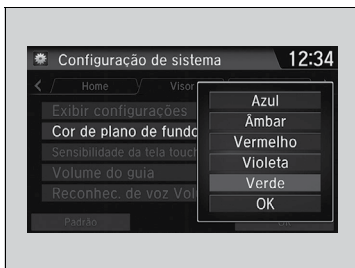 Configuração de sistema
12:34
Home
Visor
Exibir configurações
Cor de plano de fundo
Sensibilidade da tela touch
Volume do guia
Reconhec. de voz Vol
Padrão
Azul
Âmbar
Vermelho
Violeta
Verde
OK